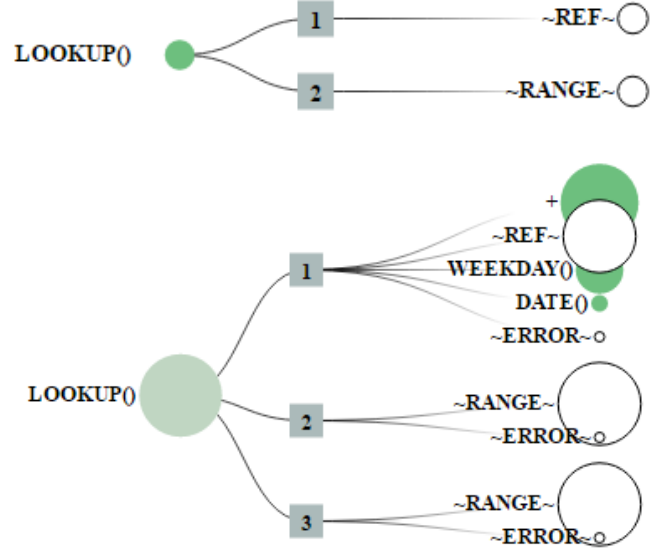 1
~REF~
LOOKUP()
2
~RANGE~
+
~REF~
1
WEEKDAY()
DATE()
~ERROR~
LOOKUP()
~RANGE~
2
~ERROR~
~RANGE~
3
~ERROR~